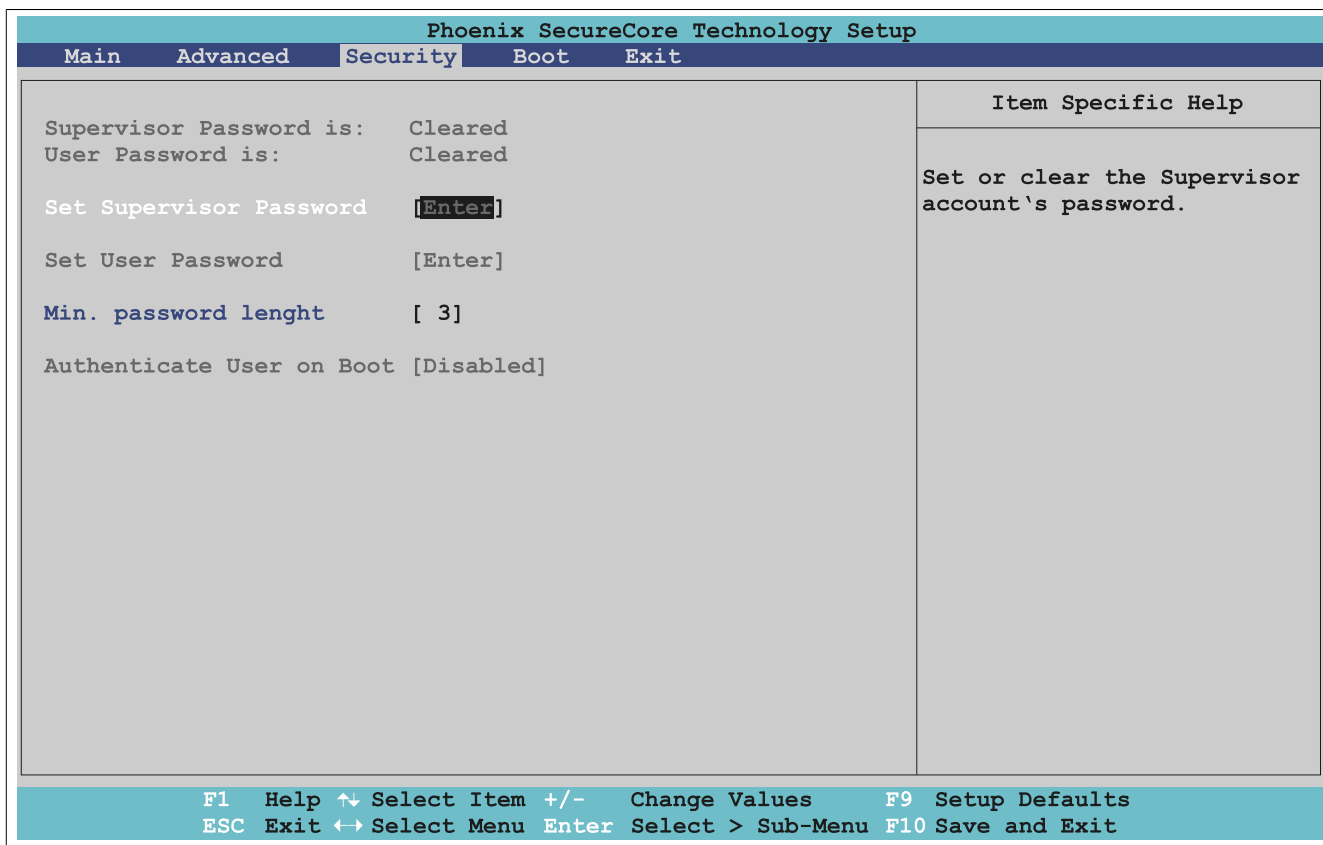 Phoenix SecureCore Technology Setup
Main Advanced Security Boot Exit
Item Specific Help
Supervisor Password is: Cleared
User Password is: Cleared
Set or clear the Supervisor
account‘s password.
Set Supervisor Password [Enter]
Set User Password [Enter]
Min. password lenght [ 3]
Authenticate User on Boot [Disabled]
F1 Help ↑↓ Select Item +/- Change Values F9 Setup Defaults
ESC Exit ←→ Select Menu Enter Select > Sub-Menu F10 Save and Exit